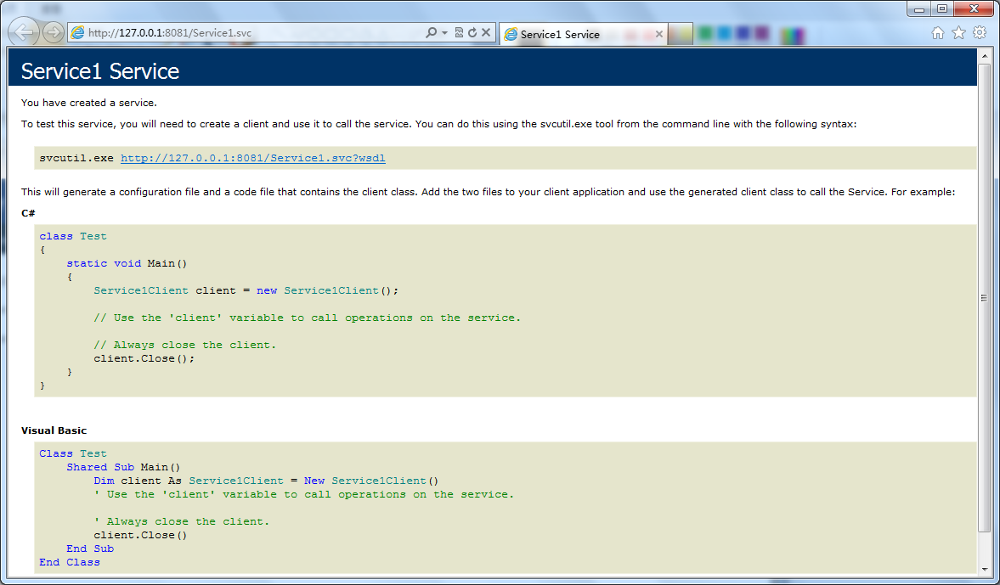 http://127.0.0.1:8081/Service1.svc
Service1 Service
Service1 Service
You have created a service.
To test this service, you will need to create a client and use it to call the service. You can do this using the svcutil.exe tool from the command line with the following syntax:
svcutil.exe http://127.0.0.1:8081/Service1.svc?wsdl
This will generate a configuration file and a code file that contains the client class. Add the two files to your client application and use the generated client class to call the Service. For example:
C#
class Test
{
    static void Main()
    {
        Service1Client client = new Service1Client();
        // Use the 'client' variable to call operations on the service.
        // Always close the client.
        client.Close();
    }
}
Visual Basic
Class Test
    Shared Sub Main()
        Dim client As Service1Client = New Service1Client()
        ' Use the 'client' variable to call operations on the service.
        ' Always close the client.
        client.Close()
    End Sub
End Class